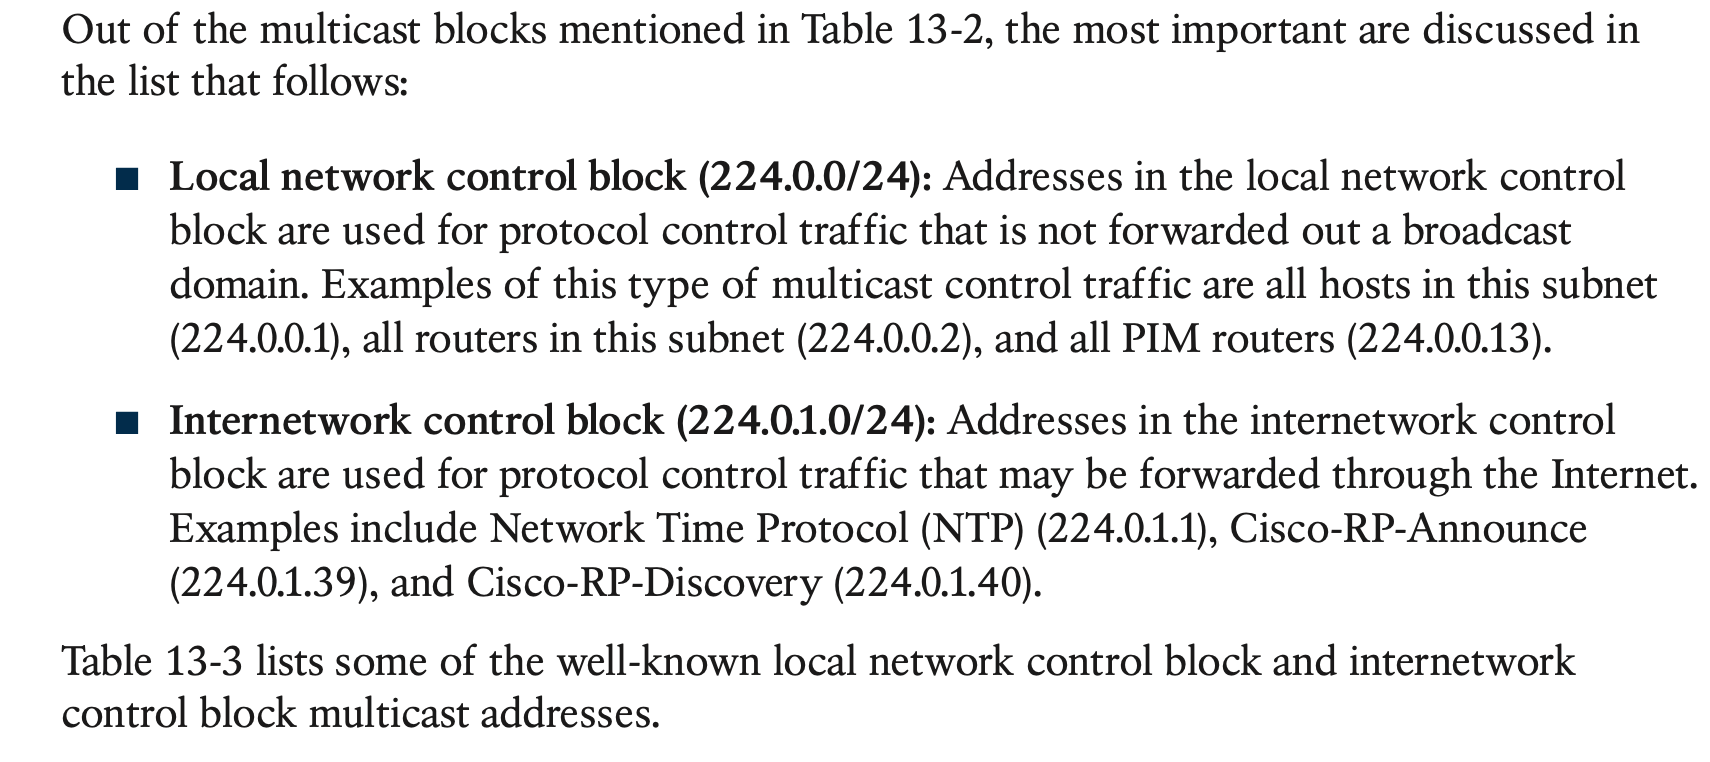 Out of the multicast blocks mentioned in Table 13-2, the most important are discussed in
the list that follows:
■ Local network control block (224.0.0/24): Addresses in the local network control
block are used for protocol control traffic that is not forwarded out a broadcast
domain. Examples of this type of multicast control traffic are all hosts in this subnet
(224.0.0.1), all routers in this subnet (224.0.0.2), and all PIM routers (224.0.0.13).
■ Internetwork control block (224.0.1.0/24): Addresses in the internetwork control
block are used for protocol control traffic that may be forwarded through the Internet.
Examples include Network Time Protocol (NTP) (224.0.1.1), Cisco-RP-Announce
(224.0.1.39), and Cisco-RP-Discovery (224.0.1.40).
Table 13-3 lists some of the well-known local network control block and internetwork
control block multicast addresses.